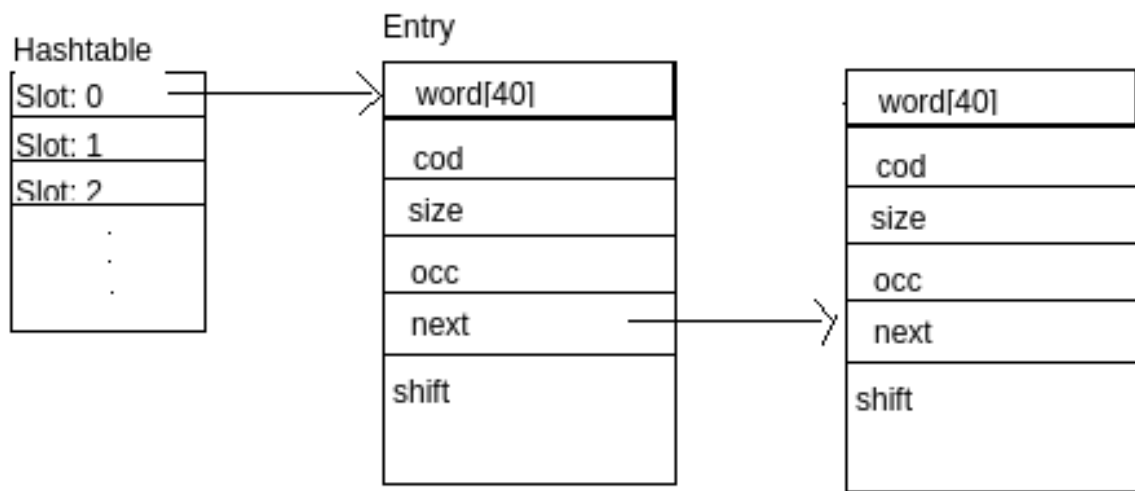 Hashtable
Slot: 0
Slot: 1
Slot: 2
Entry
word[40]
cod
size
occ
next
shift
word[40]
cod
size
occ
next
shift